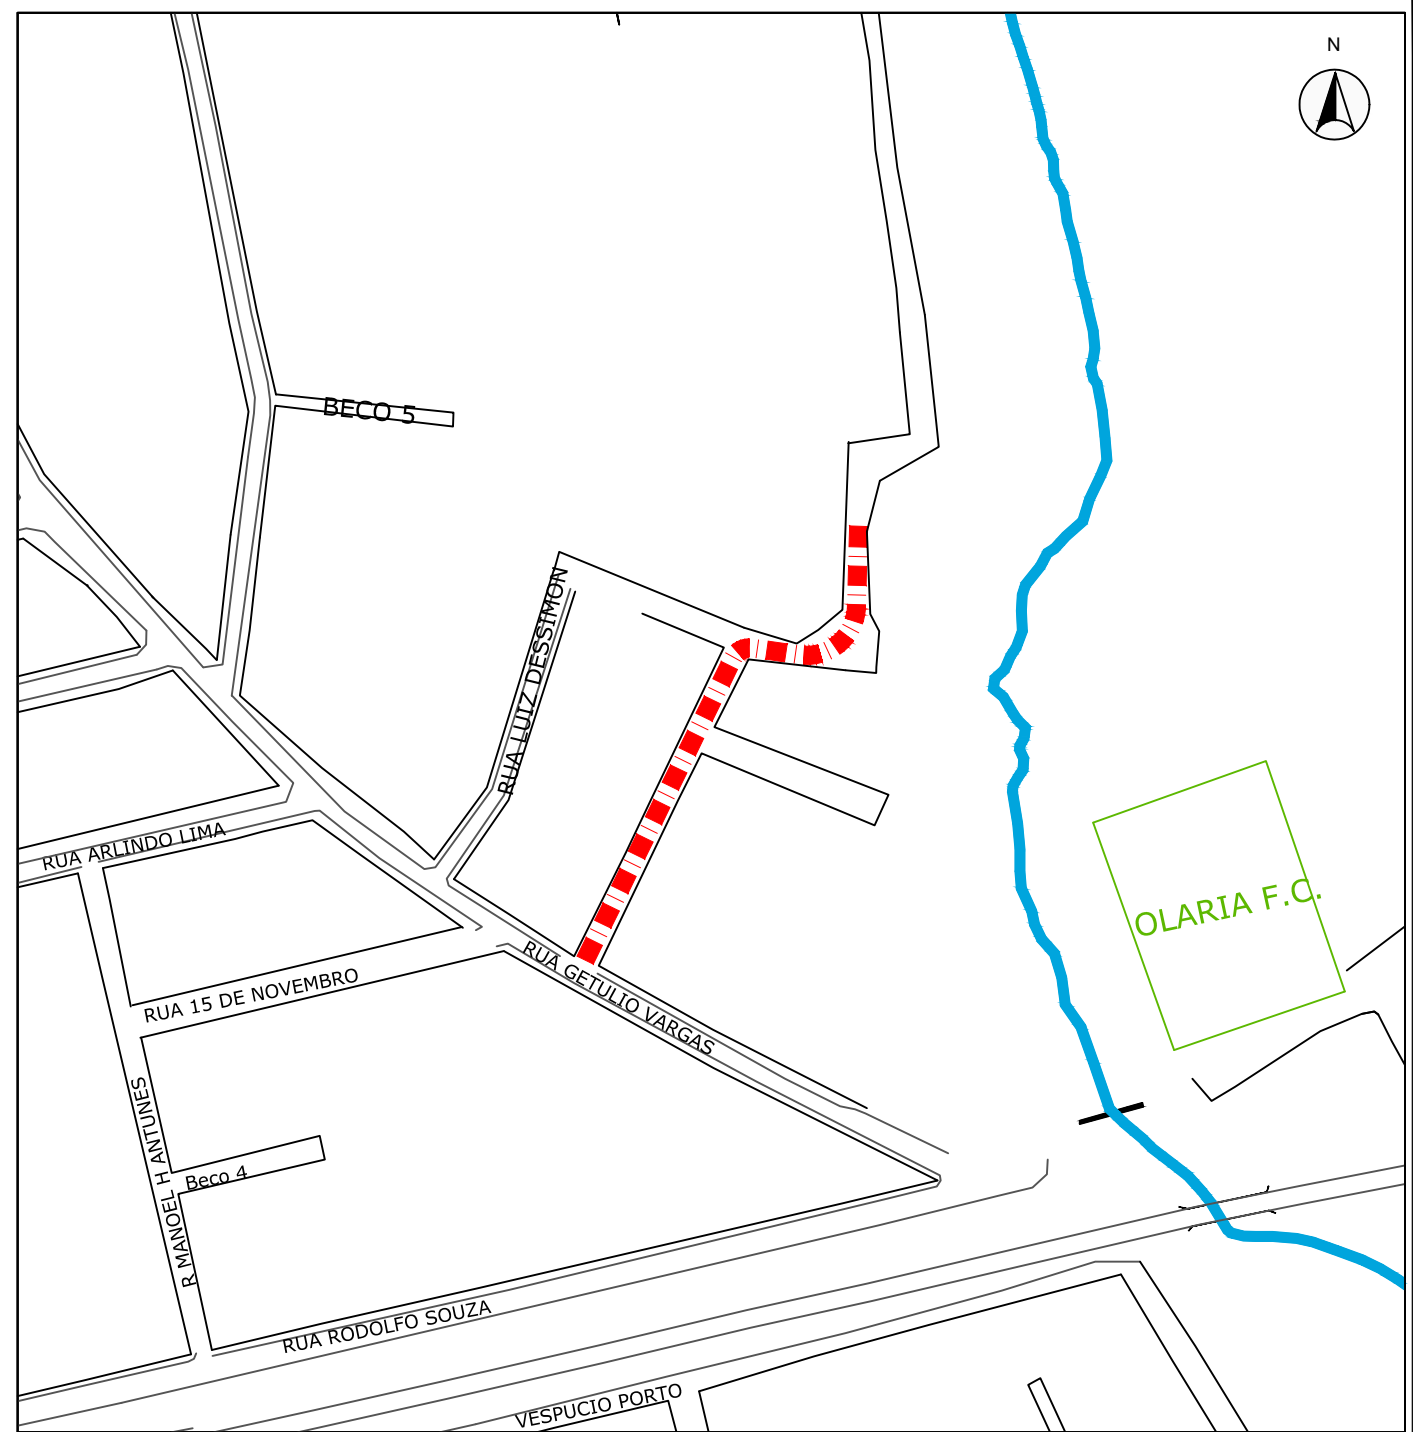 N
BECO 5
RUA LUIZ DESSIMON
RUA ARLINDO LIMA
OLARIA F.C.
RUA 15 DE NOVEMBRO
RUA GETULIO VARGAS
R MANOEL H ANTUNES
Beco 4
RUA RODOLFO SOUZA
VESPUCIO PORTO